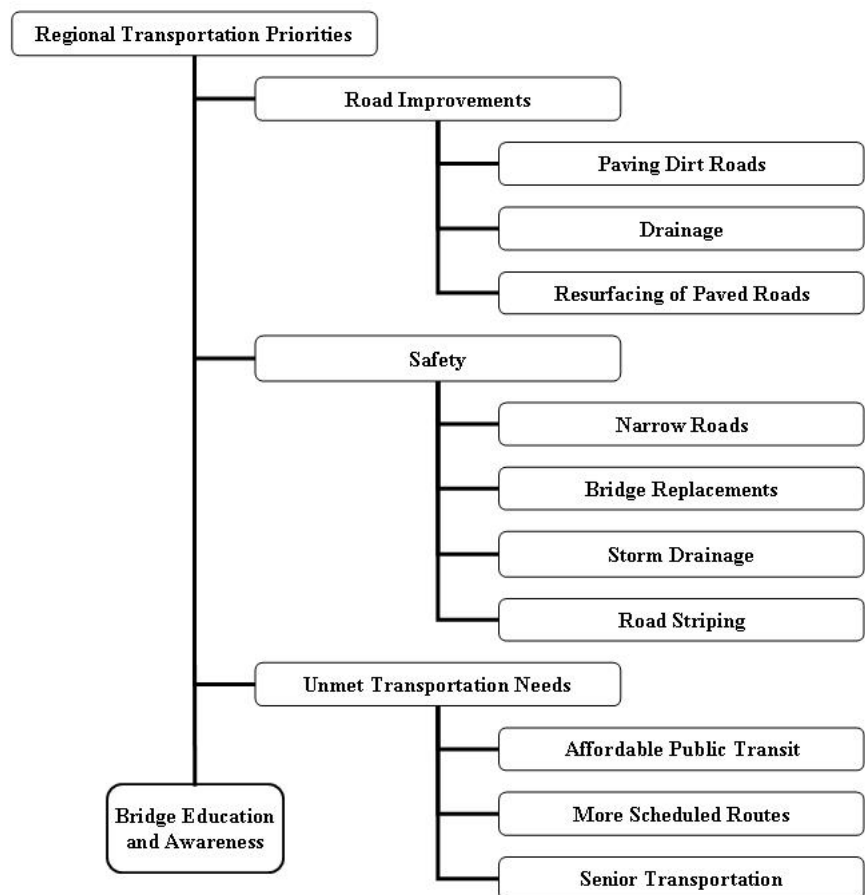 Regional Transportation Priorities
Road Improvements
Paving Dirt Roads
Drainage
Resurfacing of Paved Roads
Safety
Narrow Roads
Bridge Replacements
Storm Drainage
Road Striping
Unmet Transportation Needs
Affordable Public Transit
More Scheduled Routes
Senior Transportation
Bridge Education
and Awareness